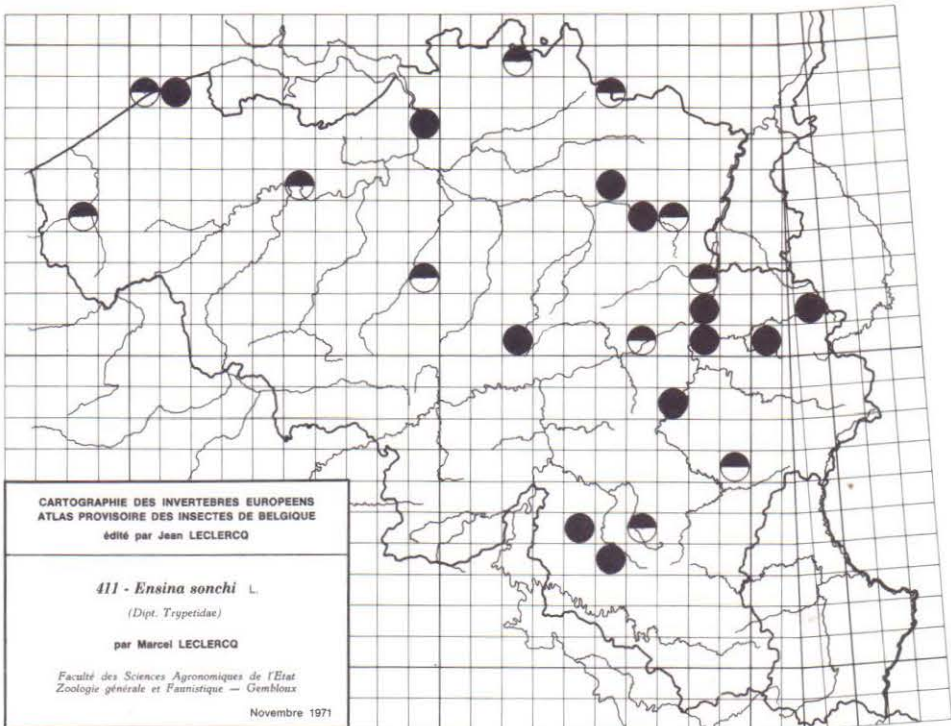 CARTOGRAPHIE DES INVERTEBRES EUROPEENS
ATLAS PROVISOIRE DES INSECTES DE BELGIQUE
édité par Jean LECLERCQ
411 - Ensina sonchi L.
(Dipt. Trypetidae)
par Marcel LECLERCQ
Faculté des Sciences Agronomiques de l'Etat
Zoologie générale et Faunistique — Gembloux
Novembre 1971